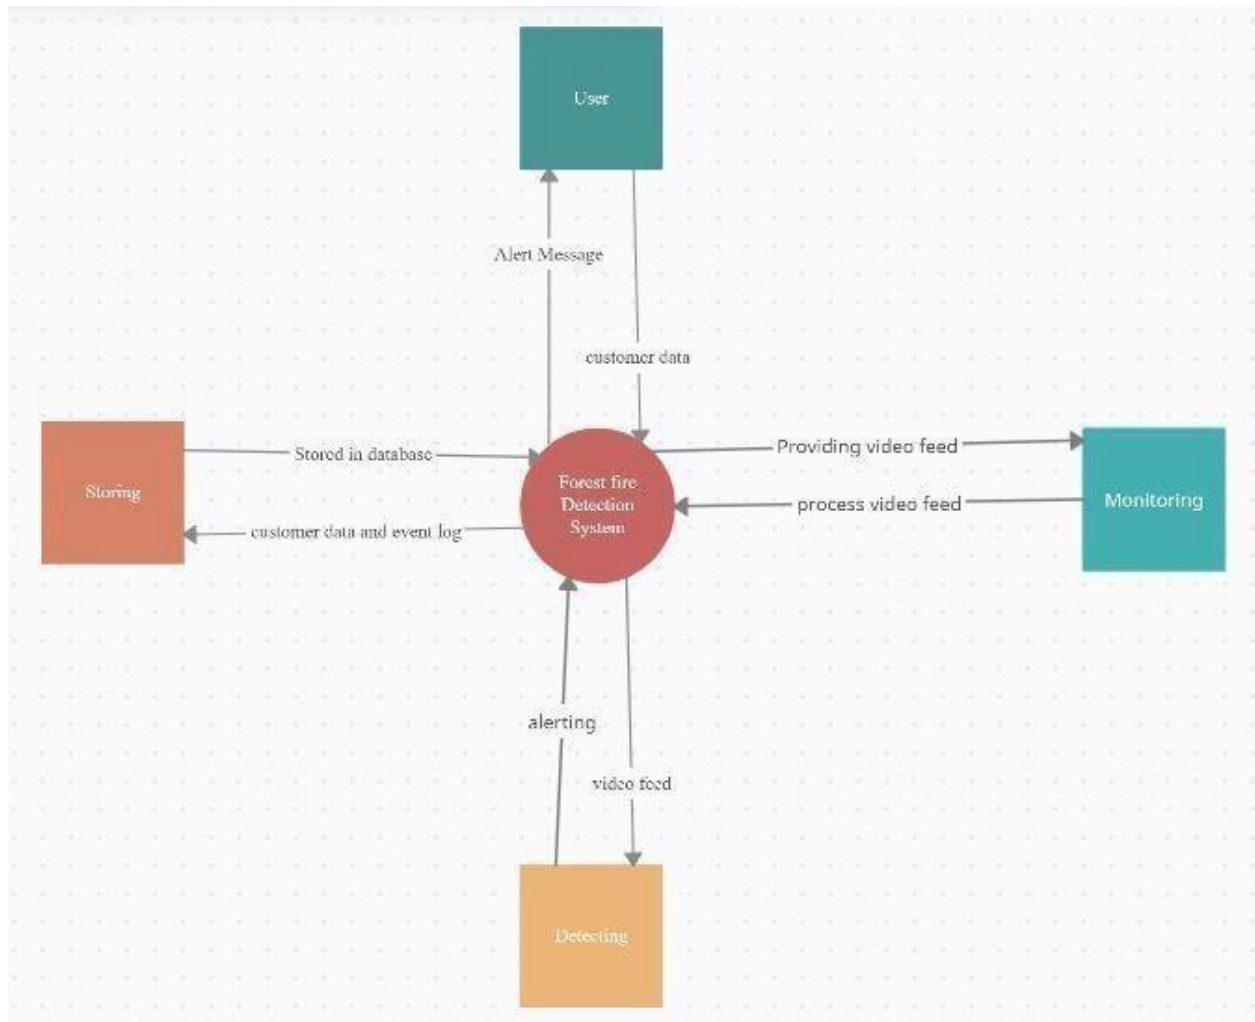 User
Alert Message
customer data
Stored in database
Providing video feed
Storing
Forest fire
Detection
System
process video feed
Monitoring
customer data and event log
alerting
video feed
Detecting